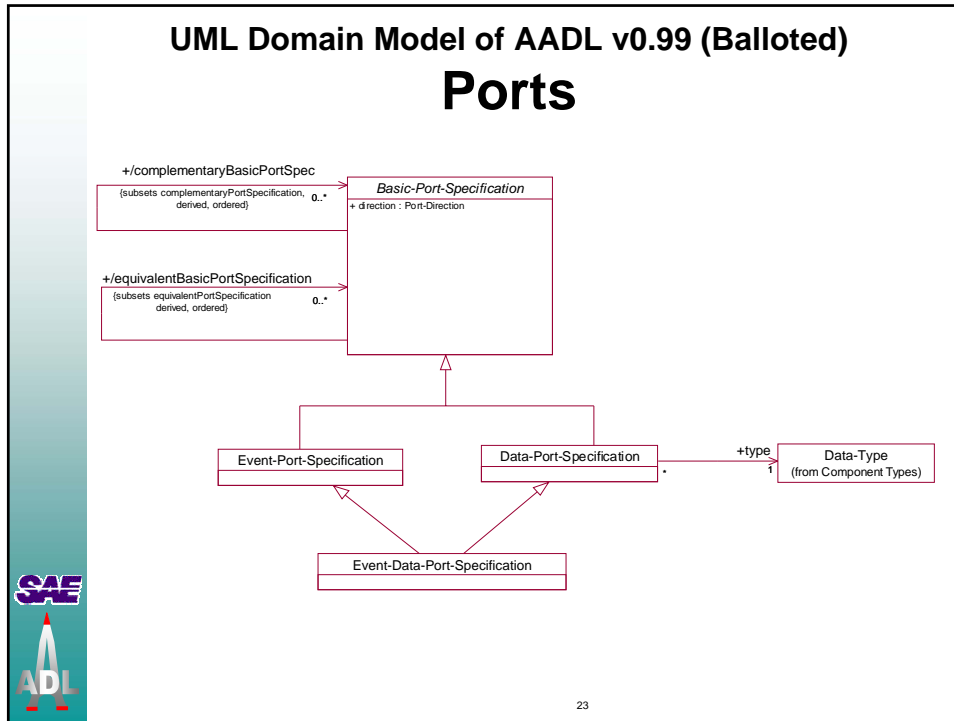 UML Domain Model of AADL v0.99 (Balloted)
Ports
+/complementaryBasicPortSpec
{subsets complementaryPortSpecification,
derived, ordered}
0..*
Basic-Port-Specification
+ direction : Port-Direction
+/equivalentBasicPortSpecification
{subsets equivalentPortSpecification
derived, ordered}
0..*
Event-Port-Specification
Data-Port-Specification
*
+type
1
Data-Type
(from Component Types)
Event-Data-Port-Specification
SAE
ADL
23